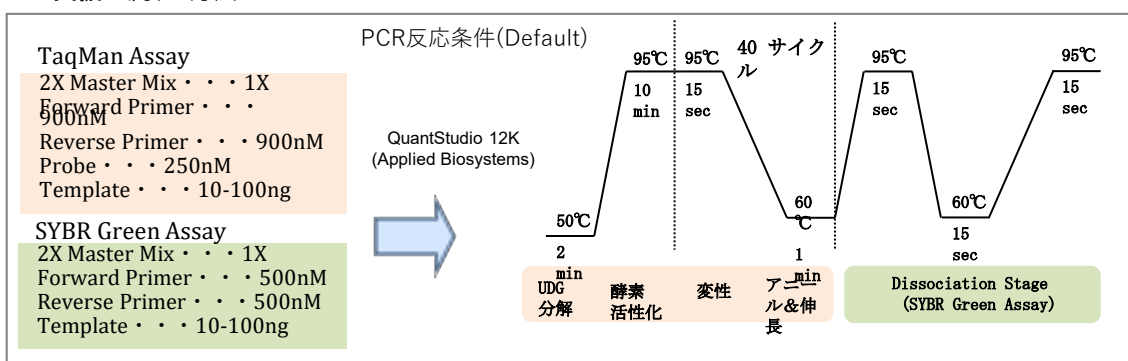 TaqMan Assay
2X Master Mix・・・1X
Forward Primer・・・
900nM
Reverse Primer・・・900nM
Probe・・・250nM
Template・・・10-100ng
SYBR Green Assay
2X Master Mix・・・1X
Forward Primer・・・500nM
Reverse Primer・・・500nM
Template・・・10-100ng
QuantStudio 12K
(Applied Biosystems)
PCR反応条件(Default)
50℃
2
min
95℃
10
min
95℃
15
sec
40 サイク
ル
60
℃
1
min
95℃
15
sec
60℃
15
sec
95℃
15
sec
UDG
分解
酵素
活性化
変性
アニー
ル&伸
長
Dissociation Stage
(SYBR Green Assay)